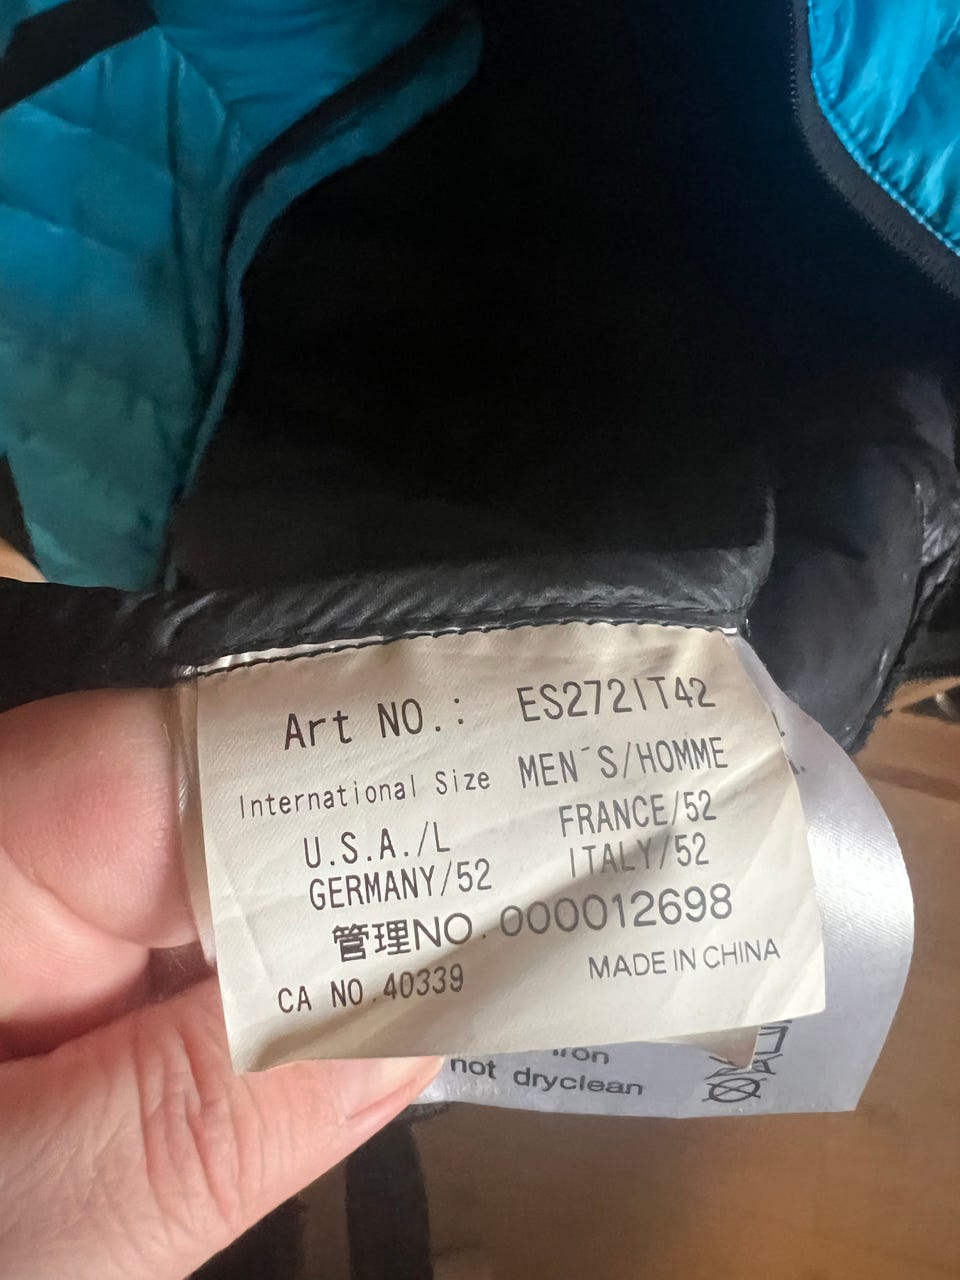 Art NO.: ES2721T42
International Size MEN´S/HOMME
U.S.A./L FRANCE/52
GERMANY/52 ITALY/52
管理NO. 000012698
CA NO.40339 MADE IN CHINA
iron
not dryclean